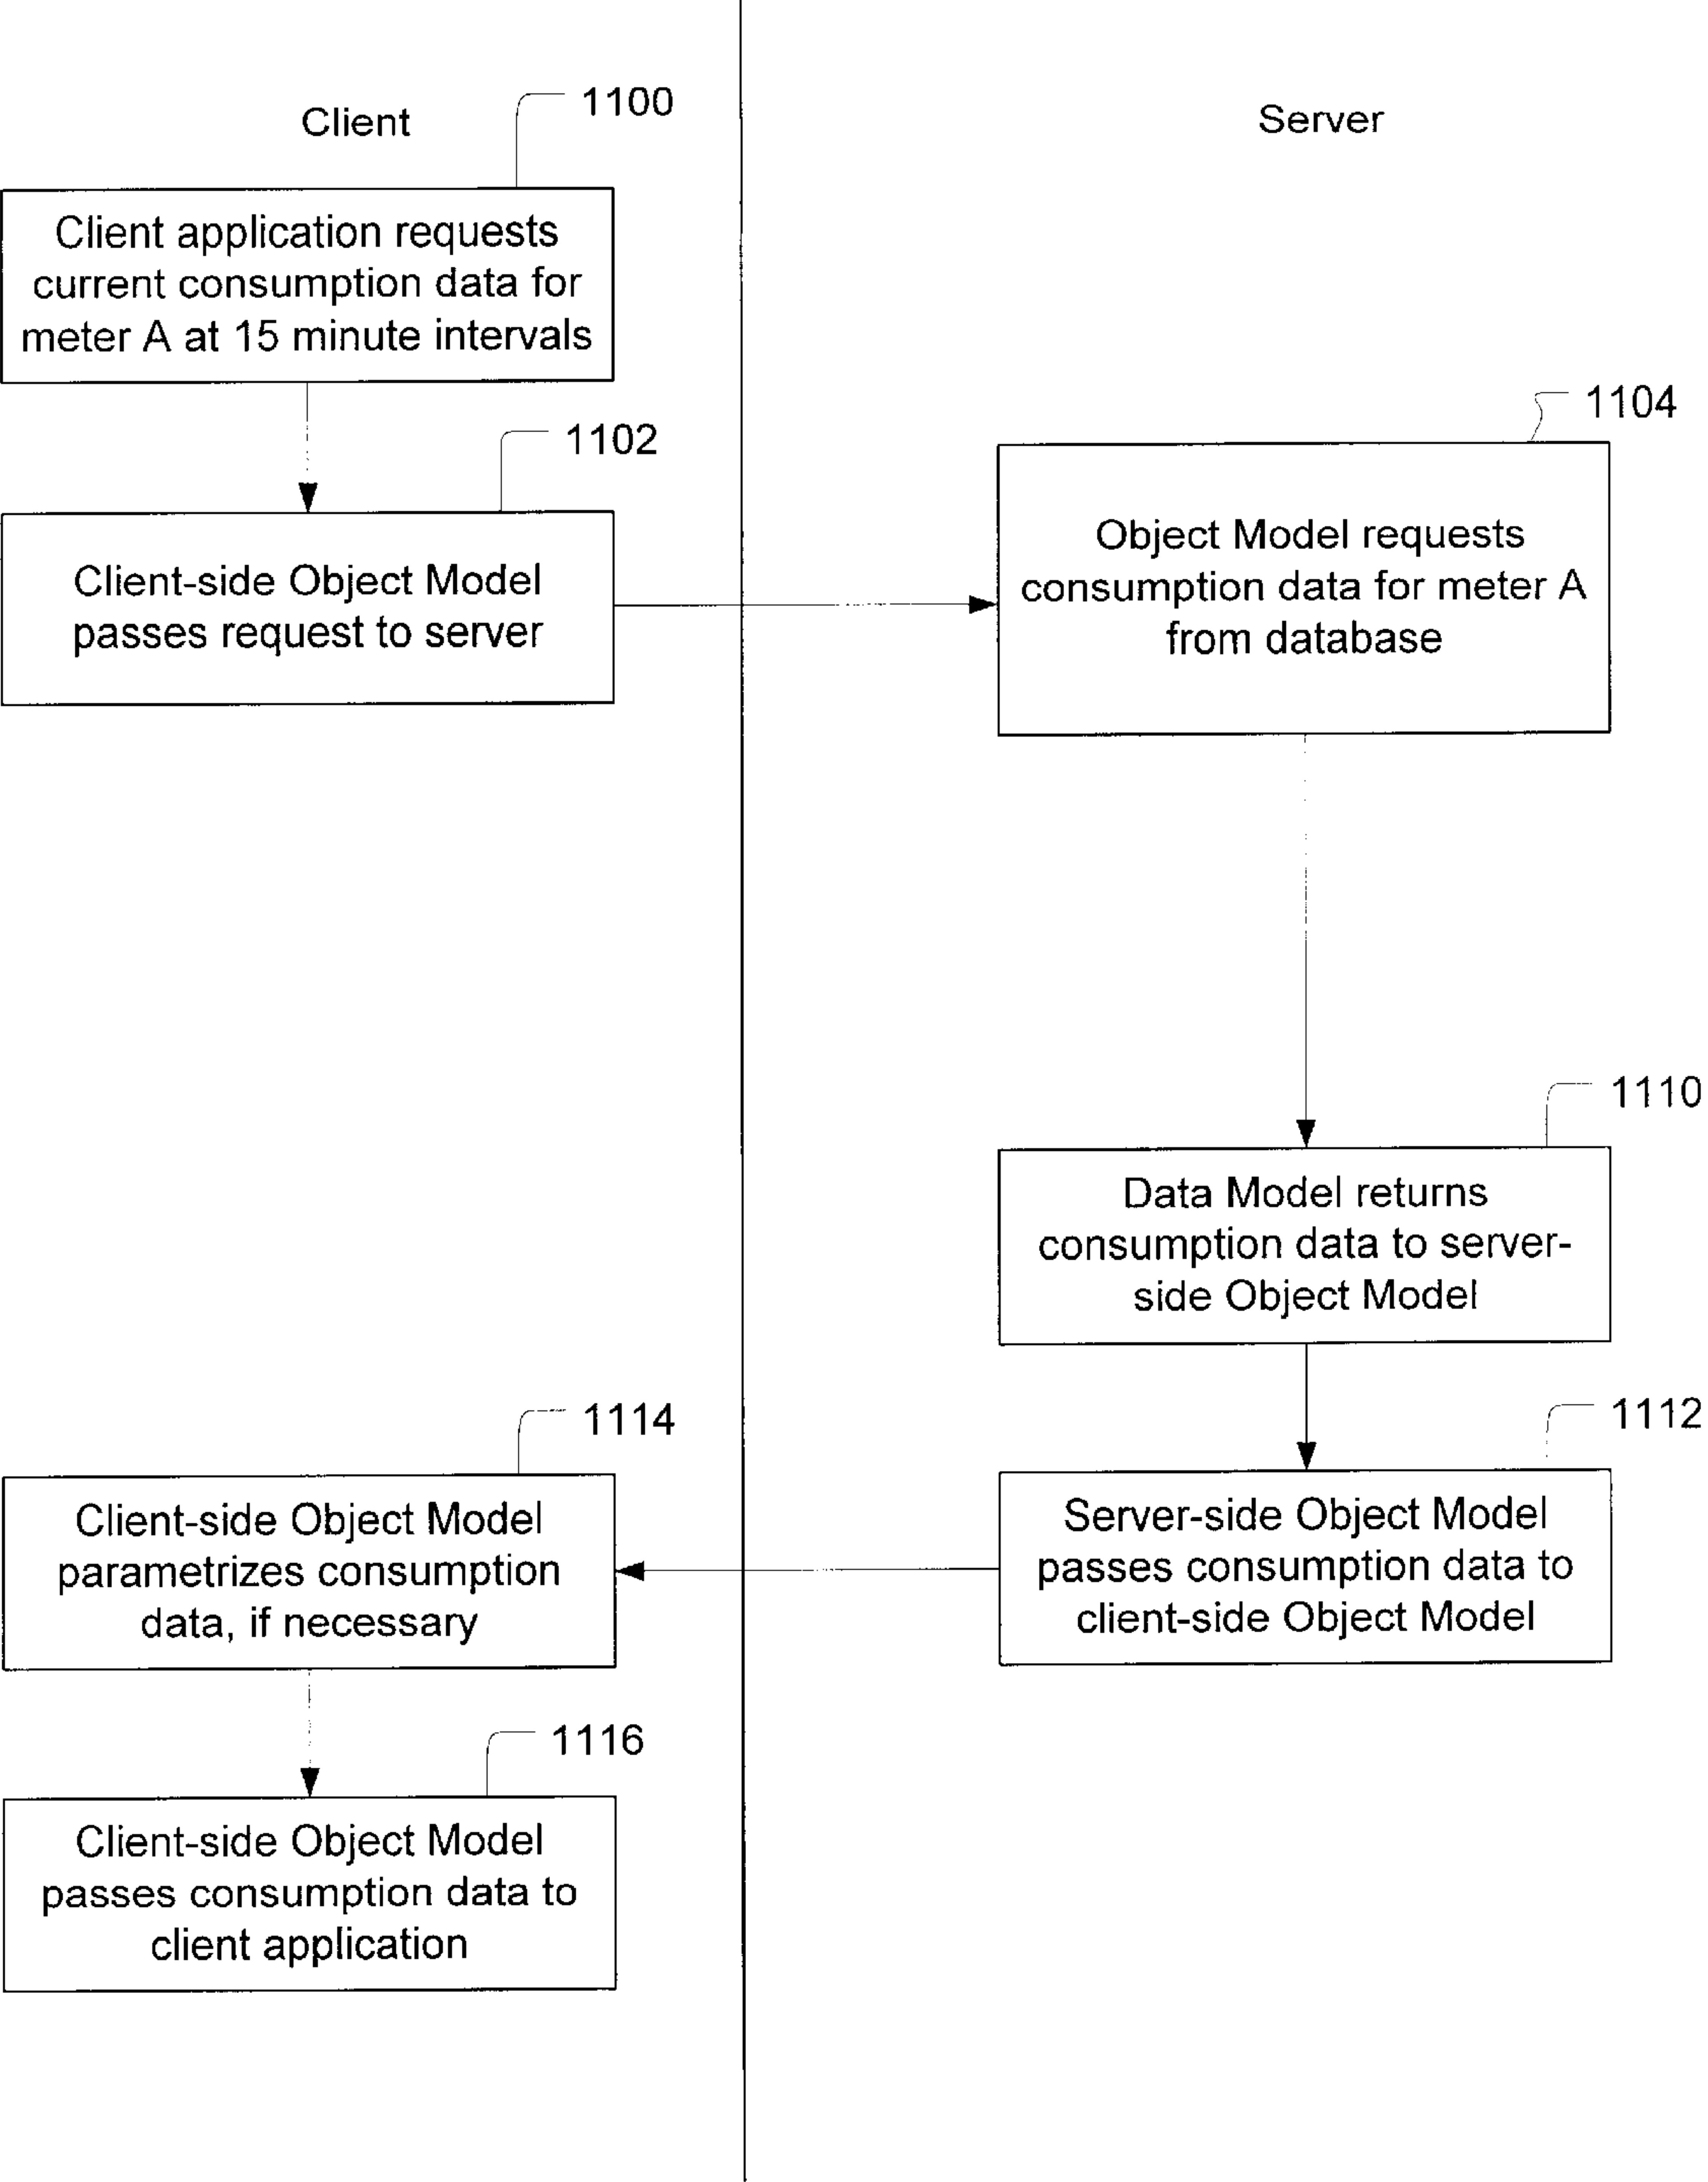 Client
1100
Server
Client application requests
current consumption data for
meter A at 15 minute intervals
1102
Client-side Object Model
passes request to server
1104
Object Model requests
consumption data for meter A
from database
1110
Data Model returns
consumption data to server-
side Object Model
1112
Server-side Object Model
passes consumption data to
client-side Object Model
1114
Client-side Object Model
parametrizes consumption
data, if necessary
1116
Client-side Object Model
passes consumption data to
client application